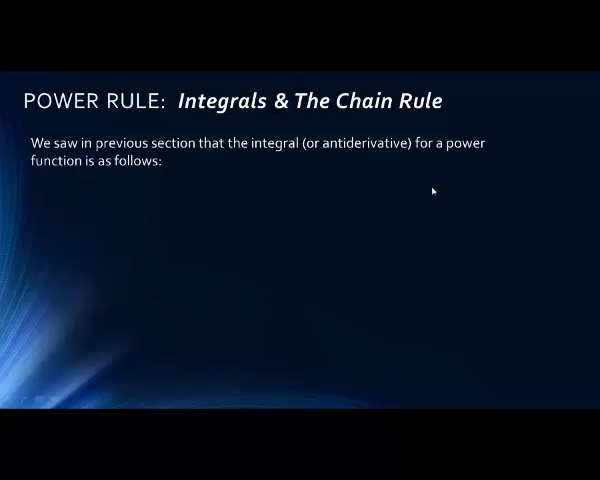 POWER RULE: Integrals & The Chain Rule
We saw in previous section that the integral (or antiderivative) for a power
function is as follows: